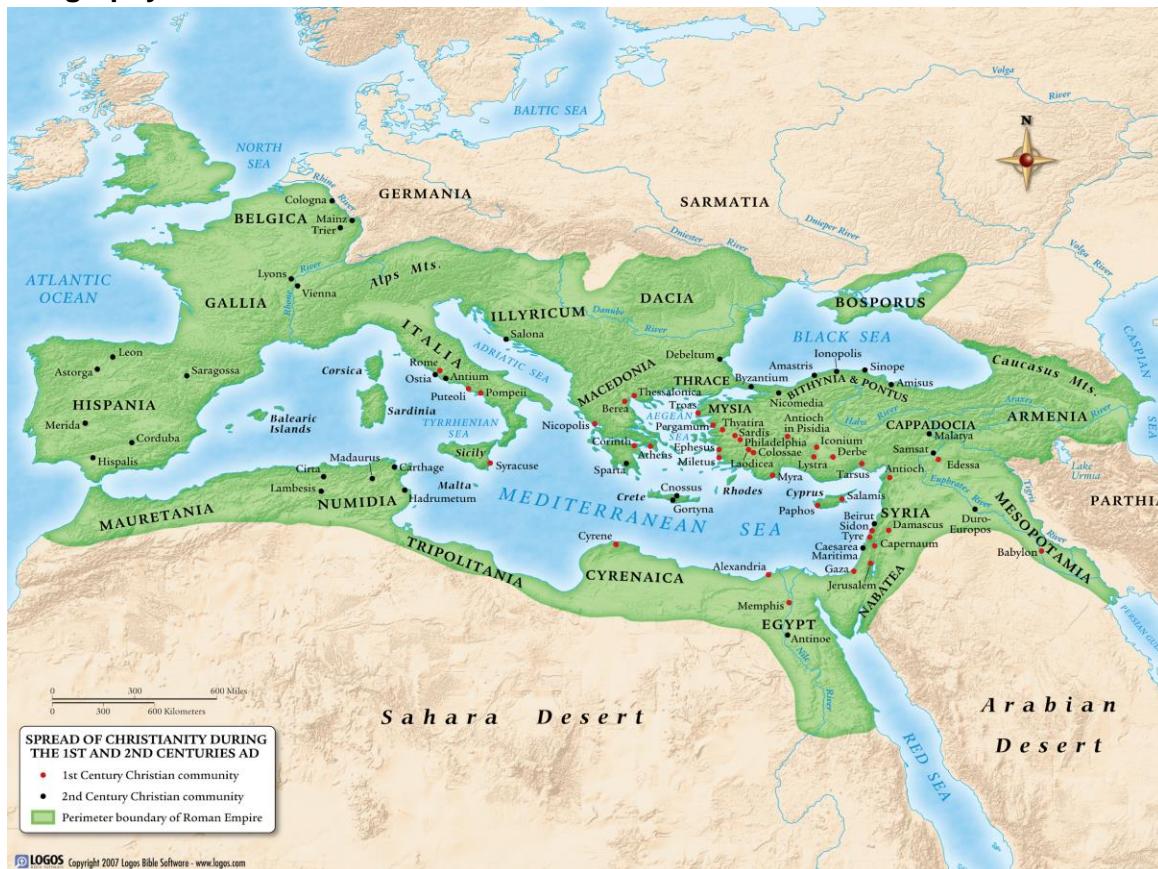 NORTH
SEA
BALTIC SEA
Volga
River
N
Rhine
River
Cologna
GERMANIA
SARMATIA
BELGICA
Mainz
Trier
Dniester
River
Dnieper River
Volga
River
ATLANTIC
OCEAN
Lyons
River
Vienna
Rhone
Alps Mts.
GALLIA
DACIA
BOSPORUS
ILLYRICUM
Danube
River
Salona
ITALIA
ADRIATIC SEA
BLACK SEA
CASPIAN
Leon
Astorga
Saragossa
Corsica
Rome
Ostia
Antium
Puteoli
Pompeii
Debeltum
Ionopolis
Amastris
Sinope
Caucasus Mts.
MACEDONIA
THRACE
Byzantium
BITHYNIA & PONTUS
Amisus
HISPANIA
Sardinia
Thessalonica
Berea
Troas
Nicomedia
Balearic
Islands
TYRRHENIAN
SEA
Nicopolis
AEGEAN
SEA
MYSIA
Pergamum
Thyatira
Sardis
Antioch
in Pisidia
Halys
River
Araxes
River
ARMENIA
CAPPADOCIA
Merida
Corduba
Corinth
Athens
Ephesus
Philadelphia
Iconium
Malatya
Hispalis
Sicily
Syracuse
Sparta
Miletus
Colossae
Laodicea
Derbe
Lystra
Samsat
Edessa
Lake
Urmia
Madaurus
Cirta
Carthage
Lambesis
Malta
Myra
Tarsus
Antioch
Tigris
NUMIDIA
Hadrumetum
Crete
Cnossus
Gortyna
Rhodes
Cyprus
Salamis
Paphos
Euphrates River
PARTHIA
MAURETANIA
MEDITERRANEAN SEA
SYRIA
Beirut
Sidon
Tyre
Damascus
Duro-
Europos
MESOPOTAMIA
River
Cyrene
Caesarea
Maritima
Capernaum
Babylon
TRIPOLITANIA
CYRENAICA
Alexandria
Gaza
Jerusalem
NABATEA
Memphis
EGYPT
Antinoe
Nile
River
PERSIAN GULF
0 300 600 Miles
0 300 600 Kilometers
Sahara Desert
Arabian
Desert
RED SEA
SPREAD OF CHRISTIANITY DURING
THE 1ST AND 2ND CENTURIES AD
1st Century Christian community
2nd Century Christian community
Perimeter boundary of Roman Empire
LOGOS Copyright 2007 Logos Bible Software - www.logos.com